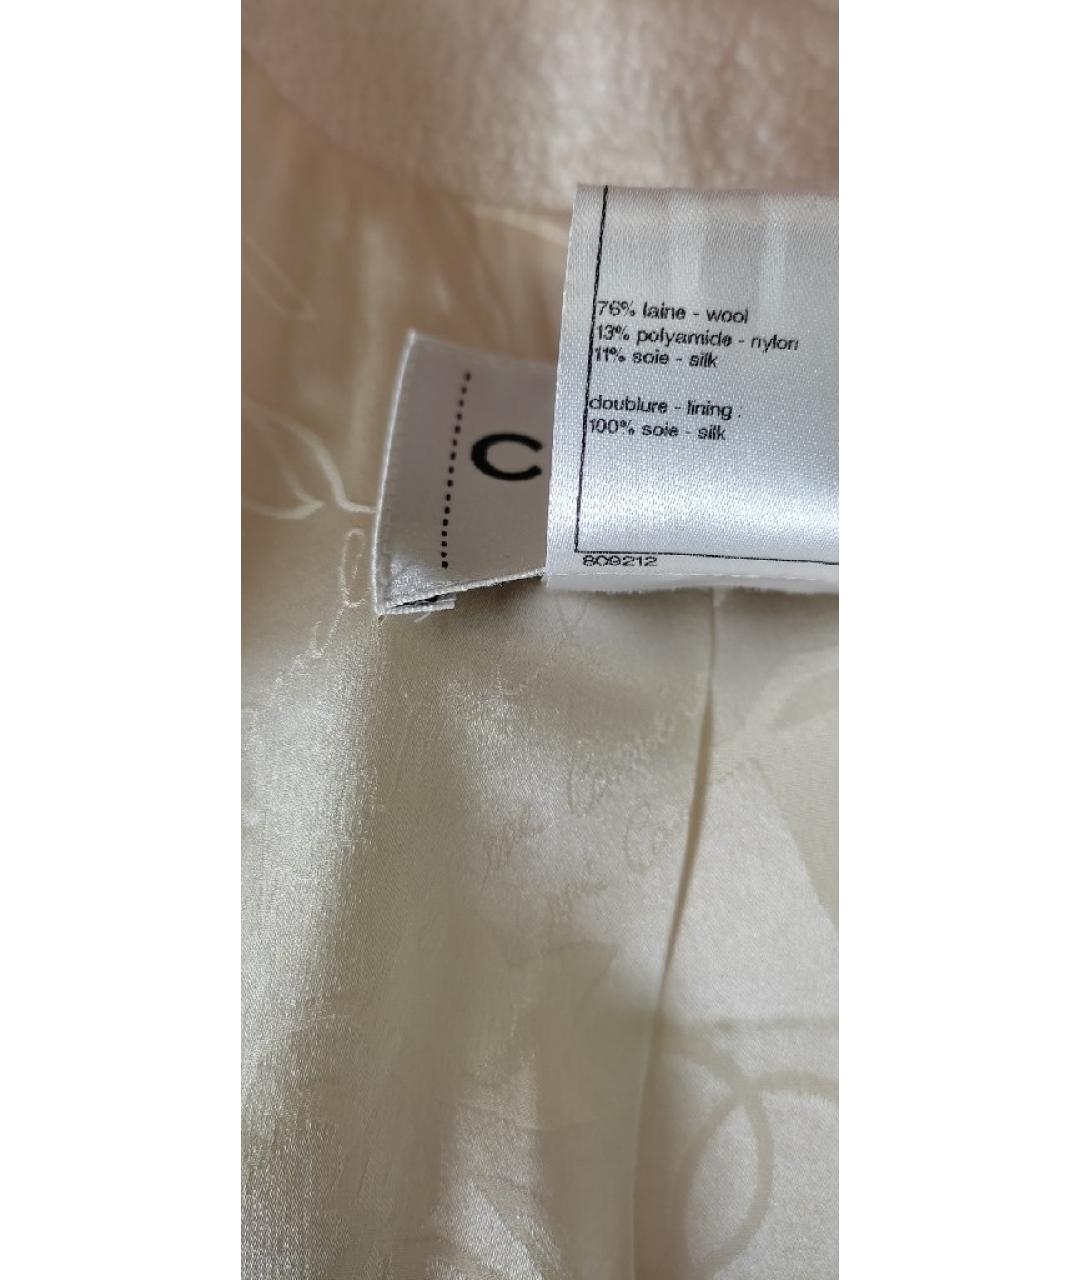 76% laine - wool
13% polyamide - nylon
11% soie - silk
doublure - lining :
100% soie - silk
C
809212